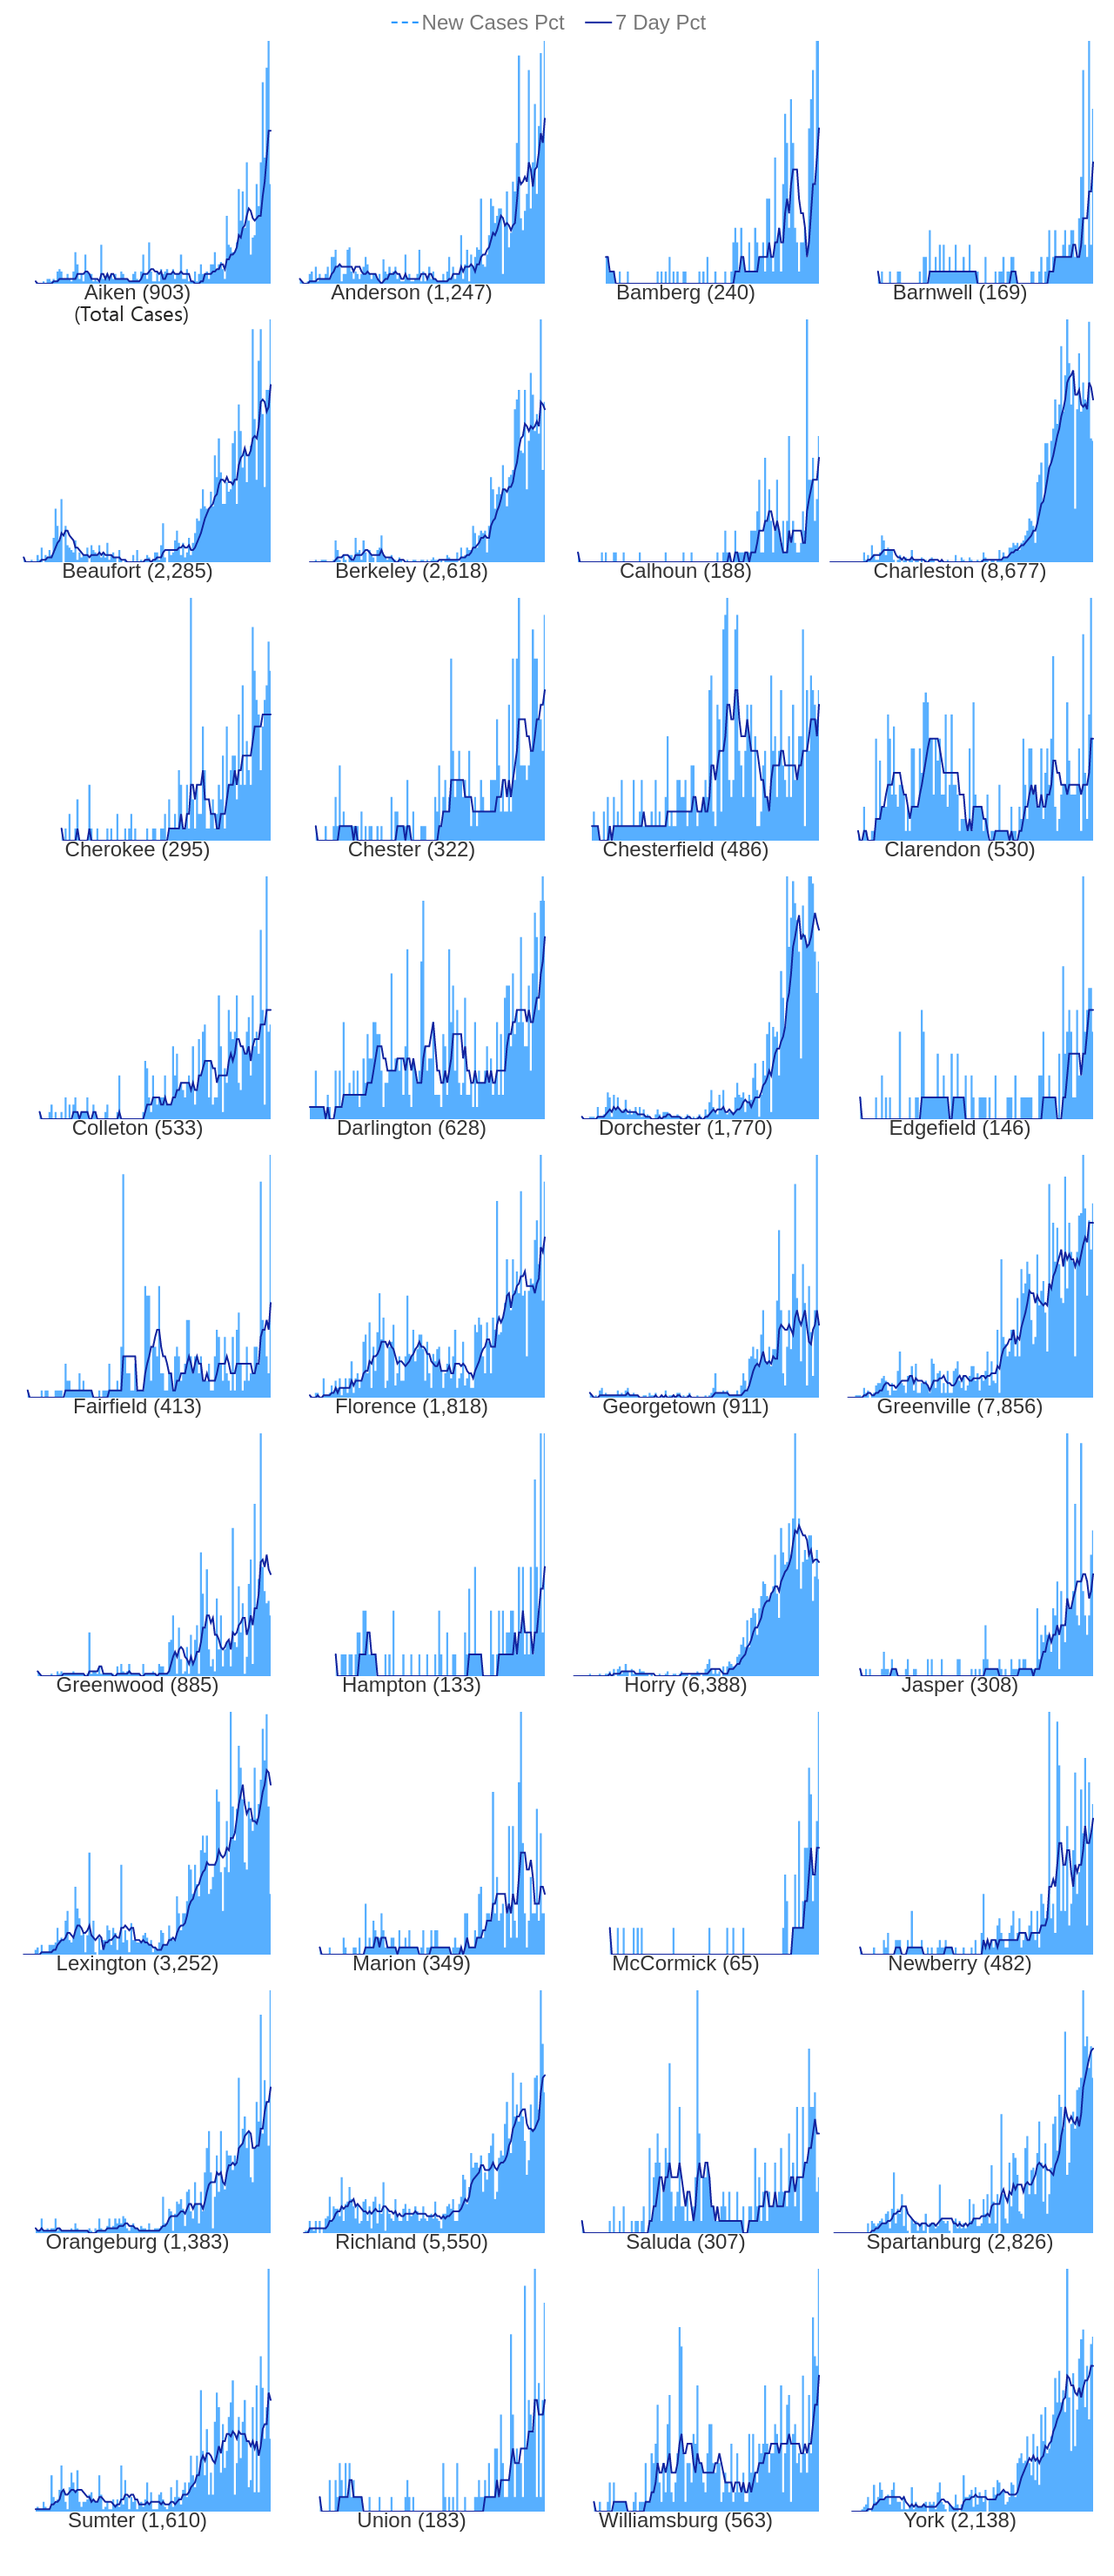 New Cases Pct 7 Day Pct
Aiken (903) Anderson (1,247) Bamberg (240) Barnwell (169)
(Total Cases)
Beaufort (2,285) Berkeley (2,618) Calhoun (188) Charleston (8,677)
Cherokee (295) Chester (322) Chesterfield (486) Clarendon (530)
Colleton (533) Darlington (628) Dorchester (1,770) Edgefield (146)
Fairfield (413) Florence (1,818) Georgetown (911) Greenville (7,856)
Greenwood (885) Hampton (133) Horry (6,388) Jasper (308)
Lexington (3,252) Marion (349) McCormick (65) Newberry (482)
Orangeburg (1,383) Richland (5,550) Saluda (307) Spartanburg (2,826)
Sumter (1,610) Union (183) Williamsburg (563) York (2,138)